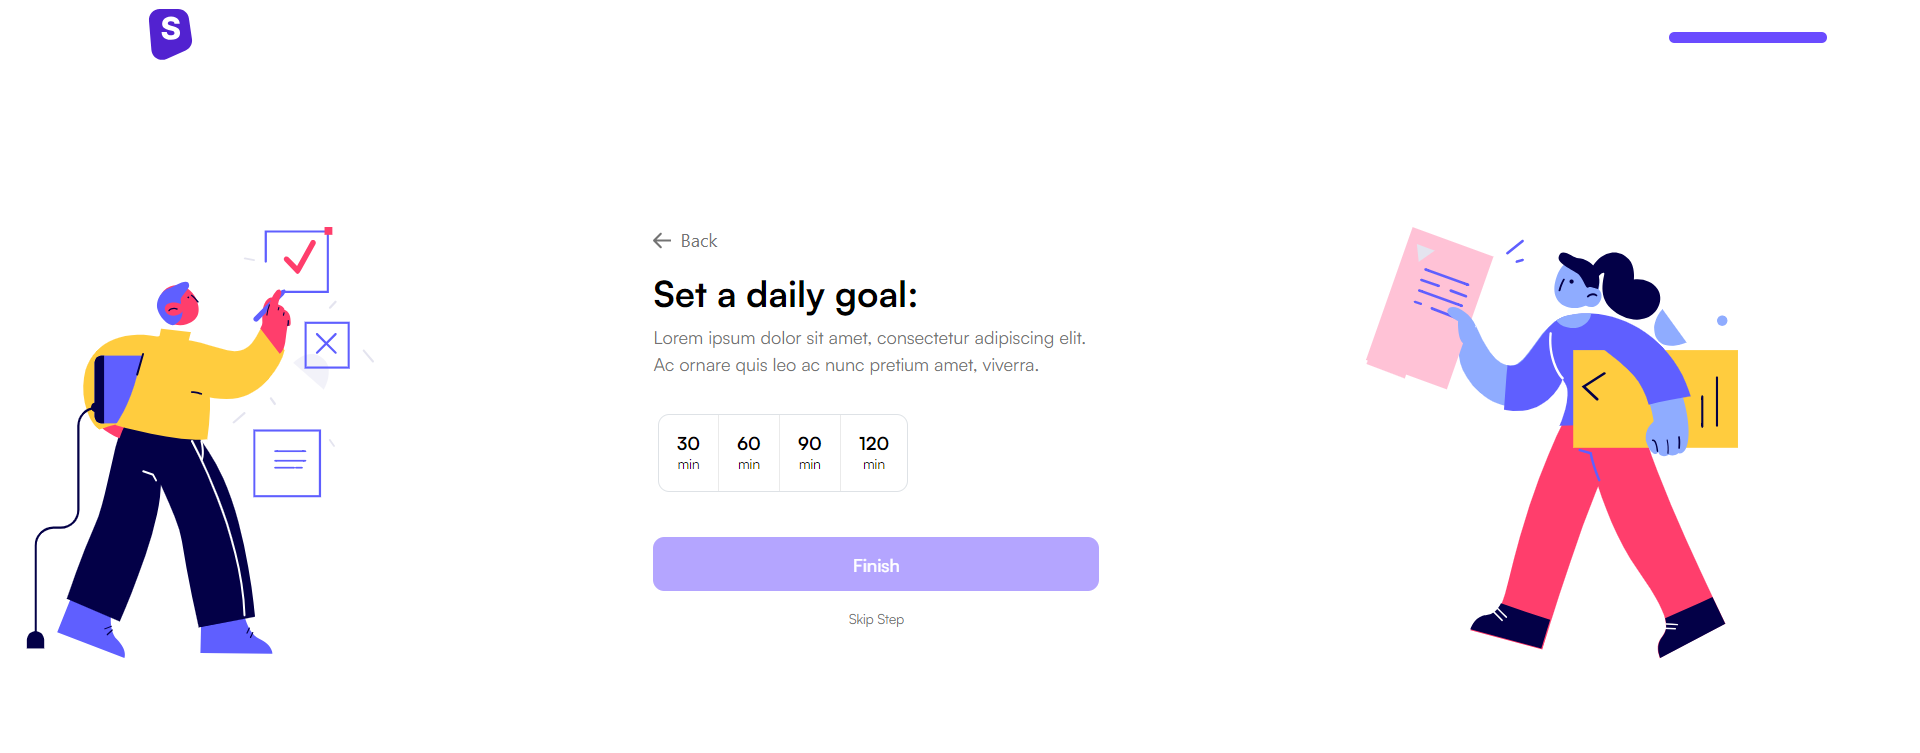 S
Back
Set a daily goal:
Lorem ipsum dolor sit amet, consectetur adipiscing elit.
Ac ornare quis leo ac nunc pretium amet, viverra.
30 60 90 120
min min min min
Finish
Skip Step